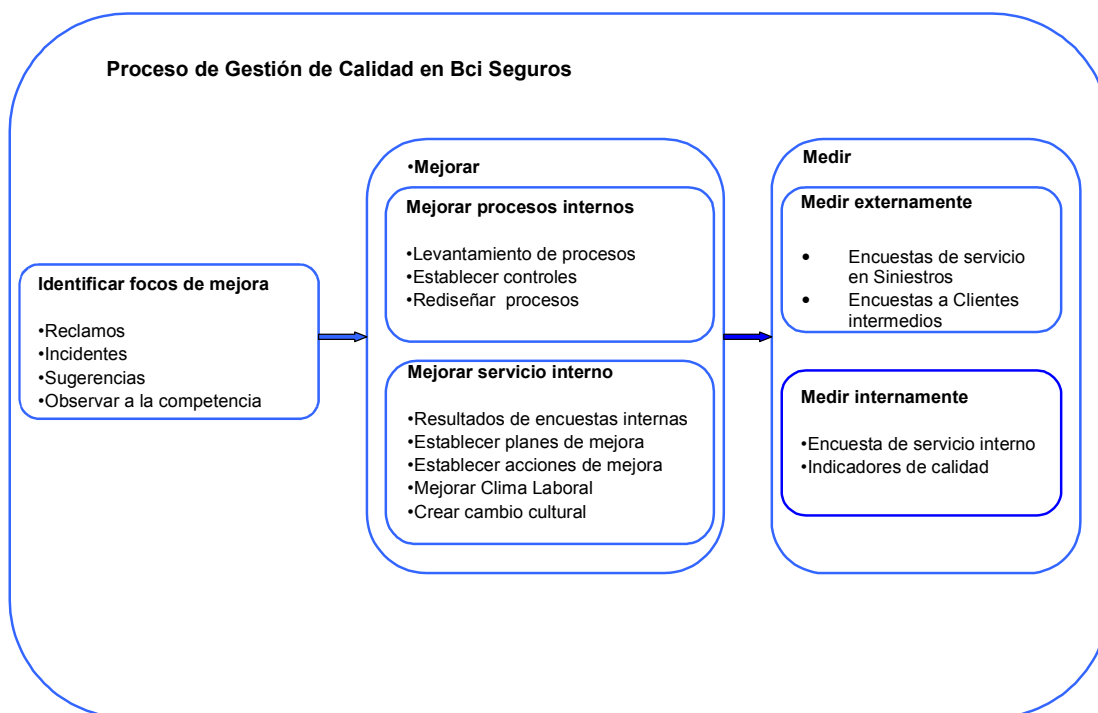 Proceso de Gestión de Calidad en Bci Seguros
Identificar focos de mejora
•Reclamos
•Incidentes
•Sugerencias
•Observar a la competencia
•Mejorar
Mejorar procesos internos
•Levantamiento de procesos
•Establecer controles
•Rediseñar procesos
Mejorar servicio interno
•Resultados de encuestas internas
•Establecer planes de mejora
•Establecer acciones de mejora
•Mejorar Clima Laboral
•Crear cambio cultural
Medir
Medir externamente
• Encuestas de servicio
en Siniestros
• Encuestas a Clientes
intermedios
Medir internamente
•Encuesta de servicio interno
•Indicadores de calidad